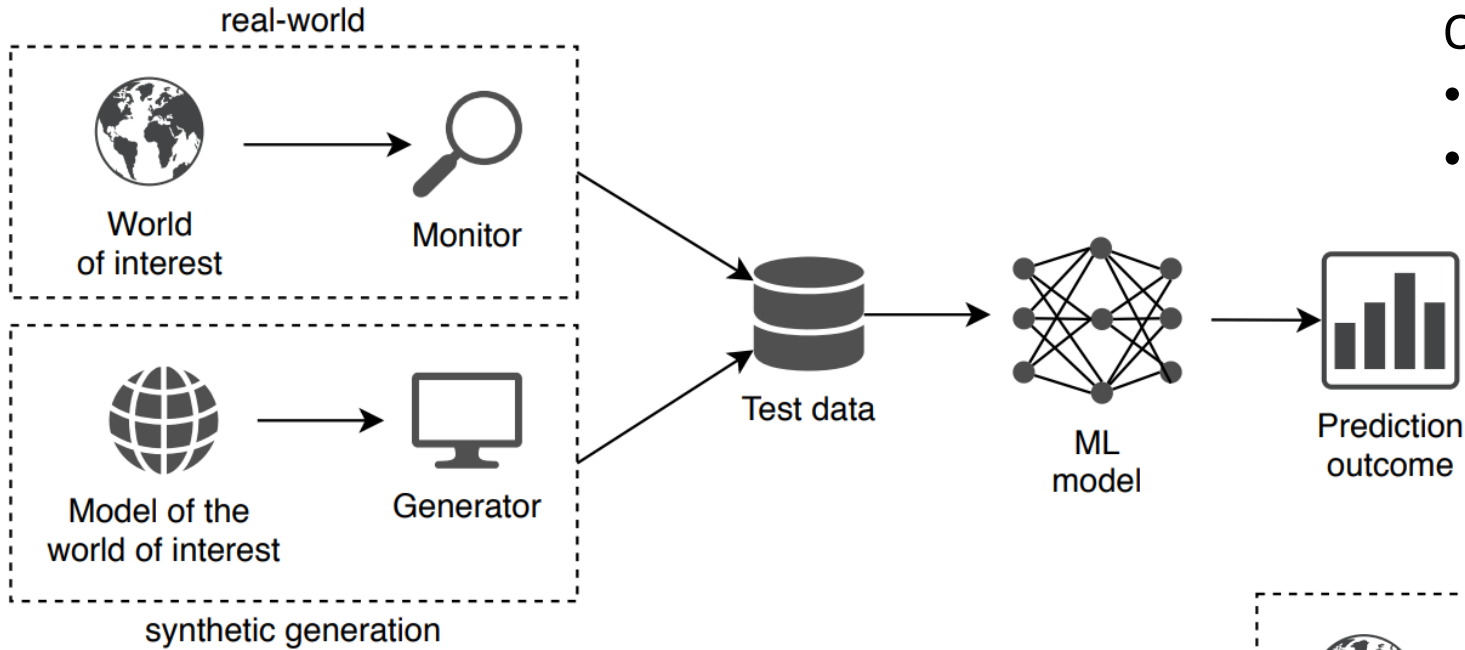 real-world
World
of interest
Monitor
Model of the
world of interest
Generator
synthetic generation
Test data
ML
model
Prediction
outcome
•
•